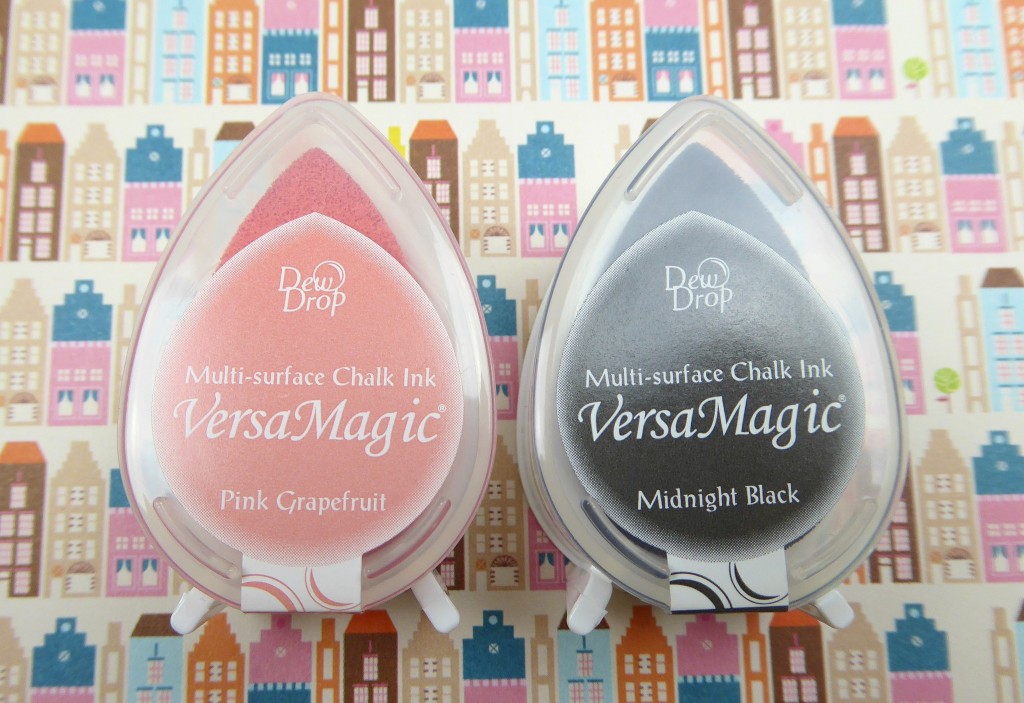 Dew
Drop
Multi-surface Chalk Ink
VersaMagic®
Pink Grapefruit
Dew
Drop
Multi-surface Chalk Ink
VersaMagic®
Midnight Black